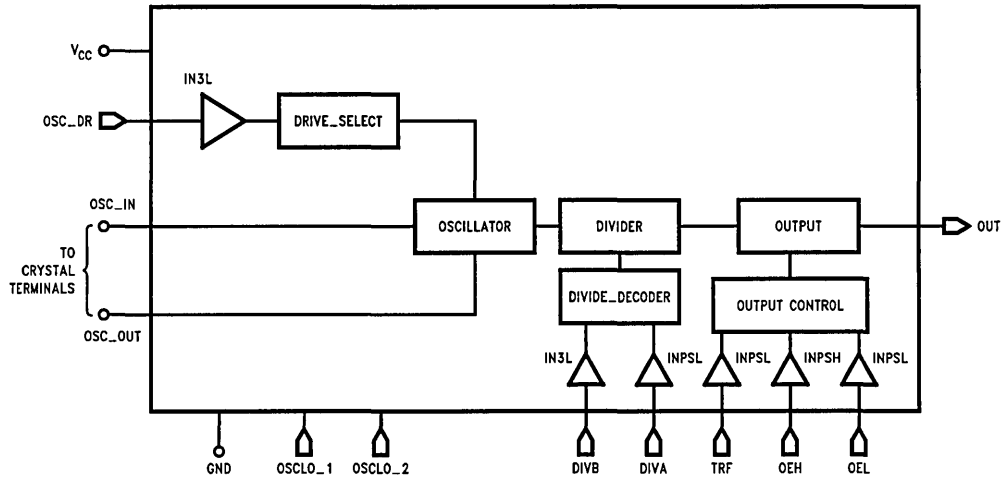 V_CC
IN3L
OSC_DR
DRIVE_SELECT
OSC_IN
OSCILLATOR
DIVIDER
OUTPUT
OUT
TO
CRYSTAL
TERMINALS
DIVIDE_DECODER
OUTPUT CONTROL
OSC_OUT
IN3L
INPSL
INPSL
INPSH
INPSL
GND
OSCLO_1
OSCLO_2
DIVB
DIVA
TRF
OEH
OEL